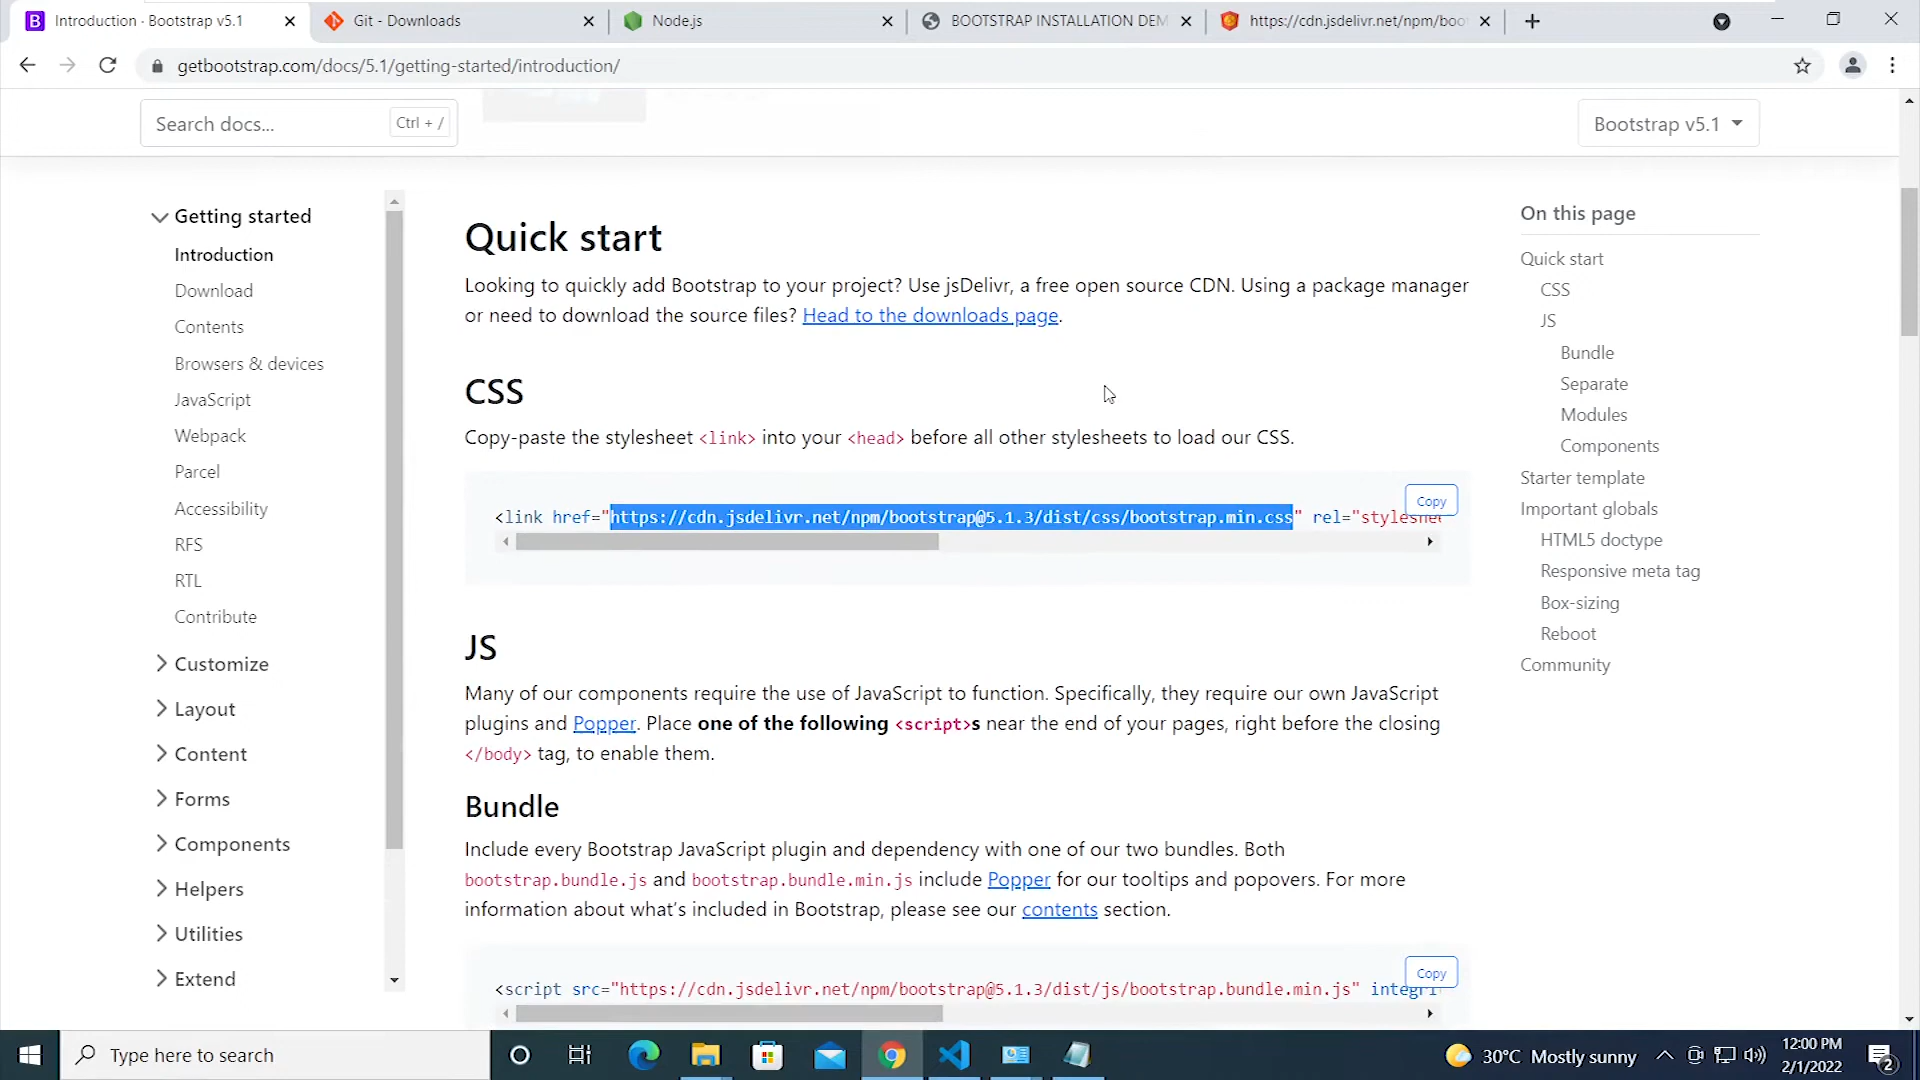 Introduction · Bootstrap v5.1
Git - Downloads
Node.js
BOOTSTRAP INSTALLATION DEM
https://cdn.jsdelivr.net/npm/boo
getbootstrap.com/docs/5.1/getting-started/introduction/
Search docs...
Ctrl + /
Bootstrap v5.1
Getting started
Introduction
Download
Contents
Browsers & devices
JavaScript
Webpack
Parcel
Accessibility
RFS
RTL
Contribute
Customize
Layout
Content
Forms
Components
Helpers
Utilities
Extend
Quick start
Looking to quickly add Bootstrap to your project? Use jsDelivr, a free open source CDN. Using a package manager
or need to download the source files? Head to the downloads page.
CSS
Copy-paste the stylesheet <link> into your <head> before all other stylesheets to load our CSS.
Copy
<link href="https://cdn.jsdelivr.net/npm/bootstrap@5.1.3/dist/css/bootstrap.min.css" rel="styleshe
JS
Many of our components require the use of JavaScript to function. Specifically, they require our own JavaScript
plugins and Popper. Place one of the following <script>s near the end of your pages, right before the closing
</body> tag, to enable them.
Bundle
Include every Bootstrap JavaScript plugin and dependency with one of our two bundles. Both
bootstrap.bundle.js and bootstrap.bundle.min.js include Popper for our tooltips and popovers. For more
information about what's included in Bootstrap, please see our contents section.
Copy
<script src="https://cdn.jsdelivr.net/npm/bootstrap@5.1.3/dist/js/bootstrap.bundle.min.js" integri
On this page
Quick start
CSS
JS
Bundle
Separate
Modules
Components
Starter template
Important globals
HTML5 doctype
Responsive meta tag
Box-sizing
Reboot
Community
Type here to search
30°C Mostly sunny
12:00 PM
2/1/2022
2